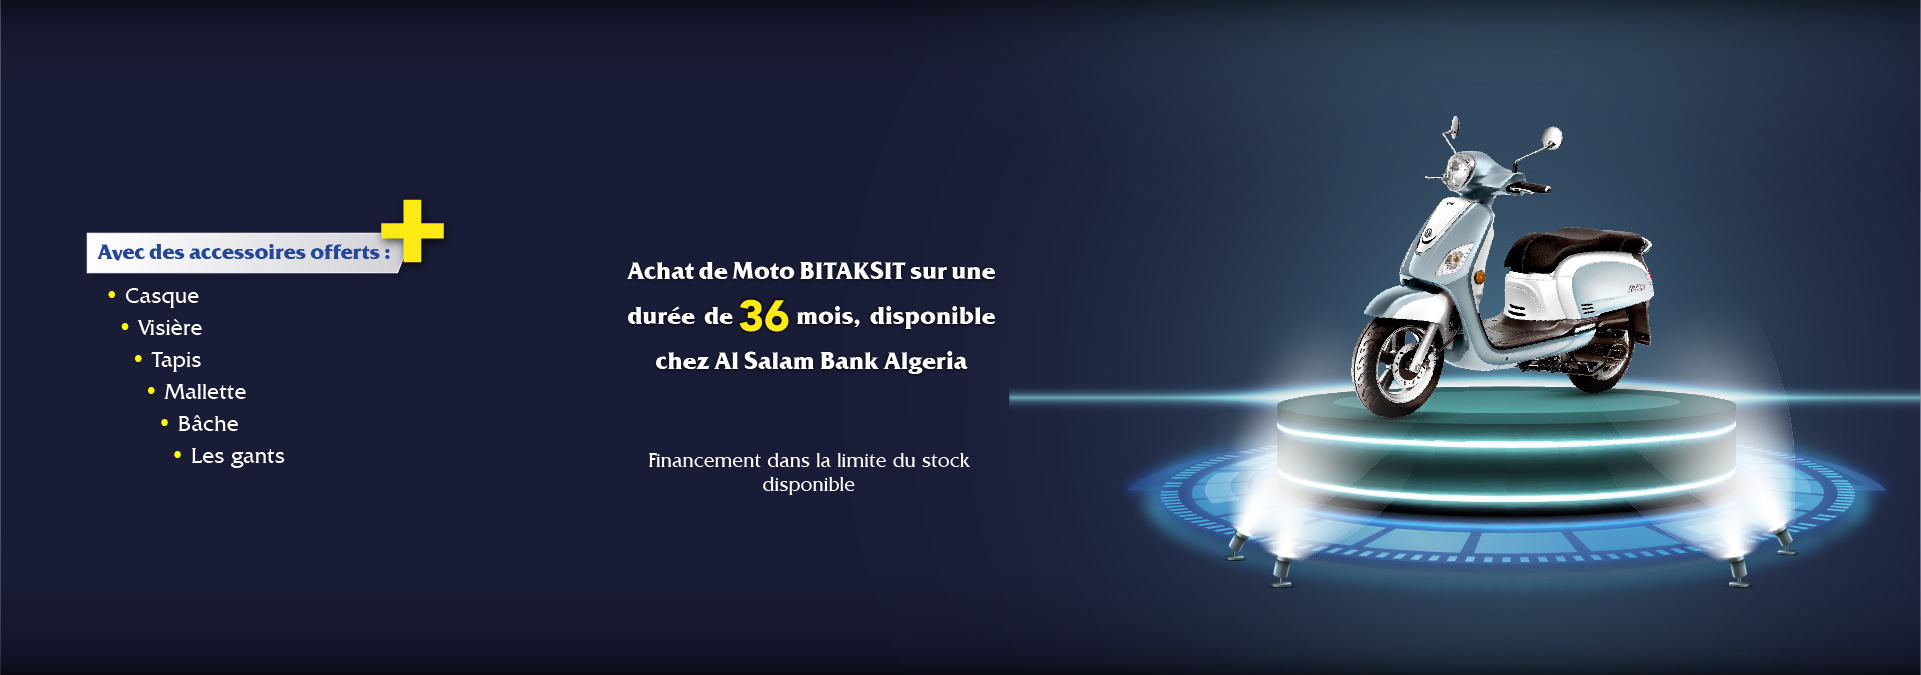 Avec des accessoires offerts :
• Casque
• Visière
• Tapis
• Mallette
• Bâche
• Les gants
Achat de Moto BITAKSIT sur une
durée de 36 mois, disponible
chez Al Salam Bank Algeria
Financement dans la limite du stock
disponible